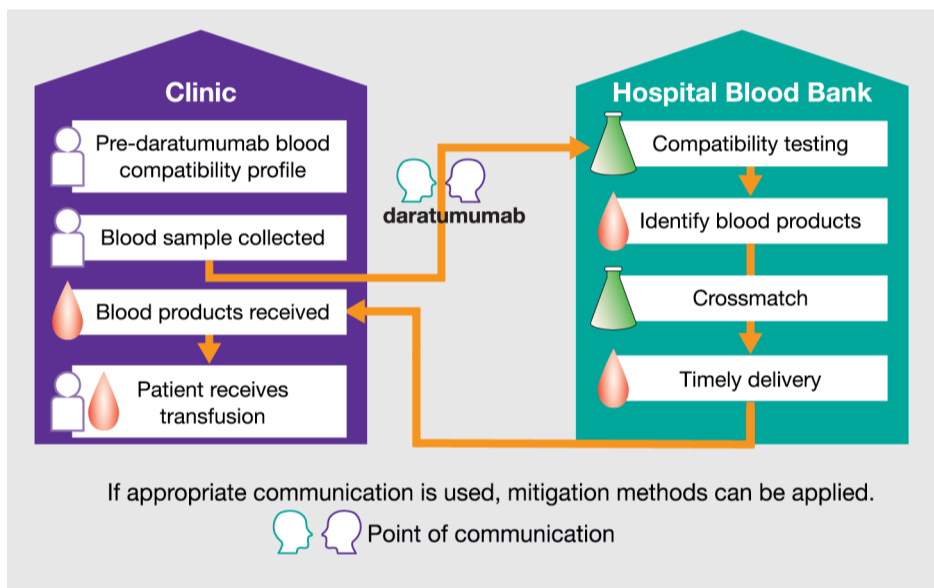 Clinic
Pre-daratumumab blood
compatibility profile
Blood sample collected
Blood products received
Patient receives
transfusion
daratumumab
Hospital Blood Bank
Compatibility testing
Identify blood products
Crossmatch
Timely delivery
If appropriate communication is used, mitigation methods can be applied.
Point of communication